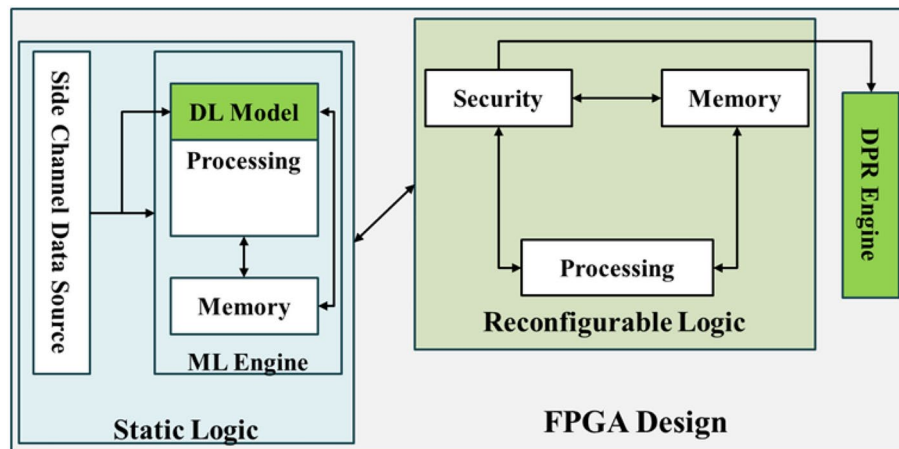 Side Channel Data Source
DL Model
Processing
Memory
ML Engine
Static Logic
Security
Memory
Processing
Reconfigurable Logic
DPR Engine
FPGA Design